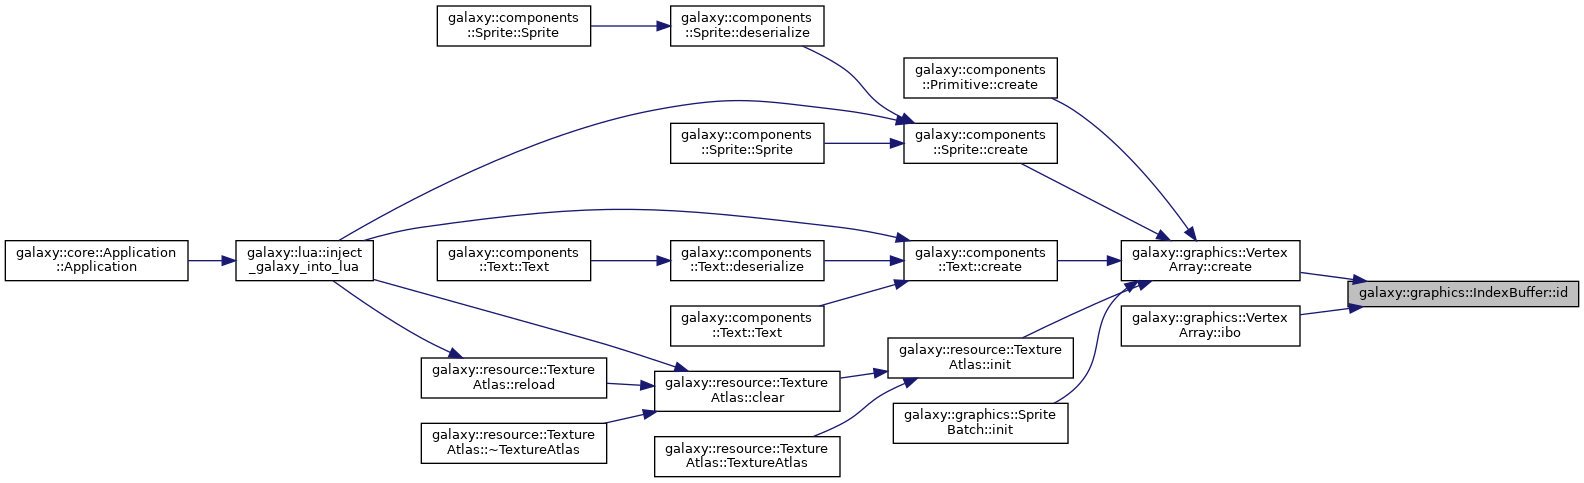 galaxy::components
::Sprite::Sprite
galaxy::components
::Sprite::deserialize
galaxy::components
::Primitive::create
galaxy::components
::Sprite::Sprite
galaxy::components
::Sprite::create
galaxy::core::Application
::Application
galaxy::lua::inject
_galaxy_into_lua
galaxy::components
::Text::Text
galaxy::components
::Text::deserialize
galaxy::components
::Text::create
galaxy::graphics::Vertex
Array::create
galaxy::graphics::IndexBuffer::id
galaxy::components
::Text::Text
galaxy::graphics::Vertex
Array::ibo
galaxy::resource::Texture
Atlas::init
galaxy::resource::Texture
Atlas::reload
galaxy::resource::Texture
Atlas::clear
galaxy::graphics::Sprite
Batch::init
galaxy::resource::Texture
Atlas::~TextureAtlas
galaxy::resource::Texture
Atlas::TextureAtlas